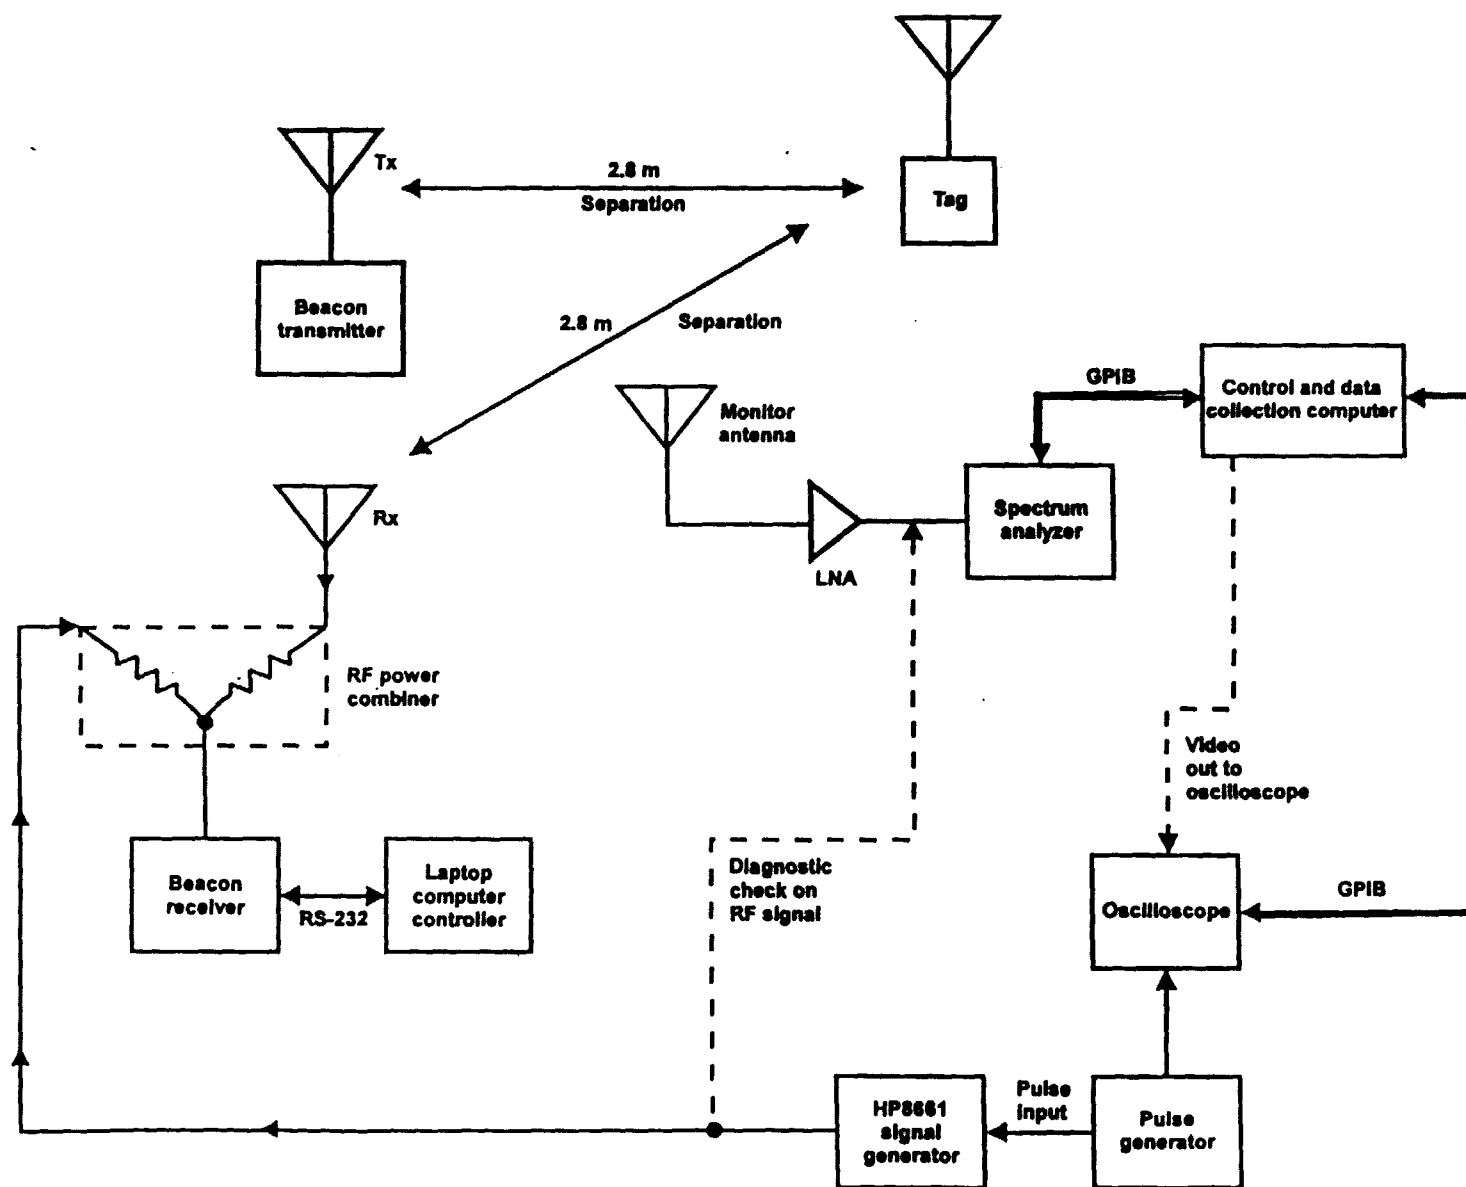 Tx
2.8 m
Separation
Tag
Beacon
transmitter
2.8 m
Separation
GPIB
Control and data
collection computer
Monitor
antenna
Rx
Spectrum
analyzer
LNA
RF power
combiner
Video
out to
oscilloscope
Beacon
receiver
RS-232
Laptop
computer
controller
Diagnostic
check on
RF signal
Oscilloscope
GPIB
HP8661
signal
generator
Pulse
input
Pulse
generator